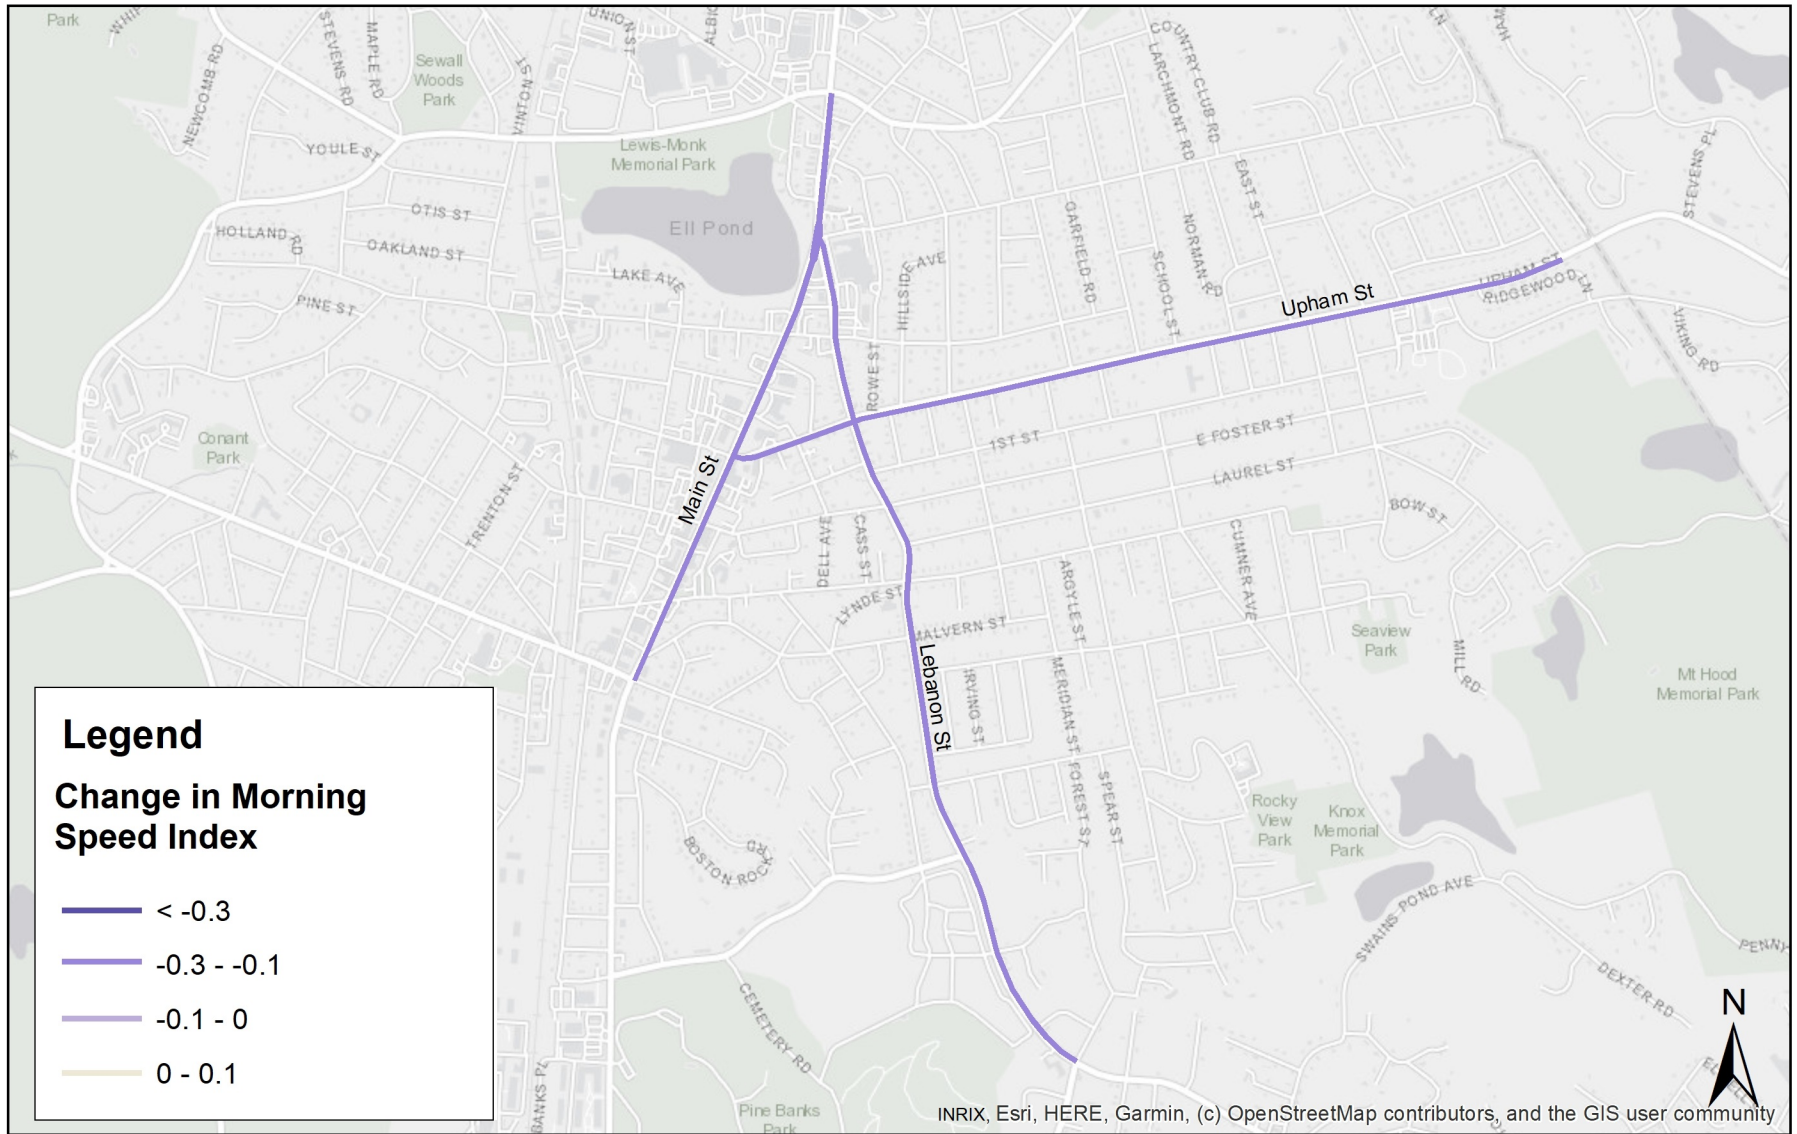 Park
NEWCOMB RD
STEVENS RD
MAPLE RD
Sewall
Woods
Park
VINTON ST
UNION ST
COUNTRY CLUB RD
LARCHMONT RD
LN
STEVENS PL
YOULE ST
Lewis-Monk
Memorial Park
EAST ST
OTIS ST
HOLLAND RD
OAKLAND ST
Ell Pond
GARFIELD RD
NORMAN RD
SCHOOL ST
LAKE AVE
HILLSIDE AVE
PINE ST
Upham St
UPHAM ST
RIDGEWOOD LN
VIKING RD
ROWE ST
Conant
Park
1ST ST
E FOSTER ST
LAUREL ST
Main St
TRENTON ST
BOW ST
DELL AVE
CASS ST
CUMNER AVE
LYNDE ST
ARGYLE ST
MALVERN ST
Seaview
Park
MILL RD
Mt Hood
Memorial Park
Lebanon St
IRVING ST
MERIDIAN ST
FOREST ST
SPEAR ST
Rocky
View
Park
Knox
Memorial
Park
BOSTON ROCK RD
SWAINS POND AVE
PENNY
DEXTER RD
CEMETERY RD
BANKS PL
Pine Banks
Park
Legend
Change in Morning
Speed Index
< -0.3
-0.3 - -0.1
-0.1 - 0
0 - 0.1
N
INRIX, Esri, HERE, Garmin, (c) OpenStreetMap contributors, and the GIS user community